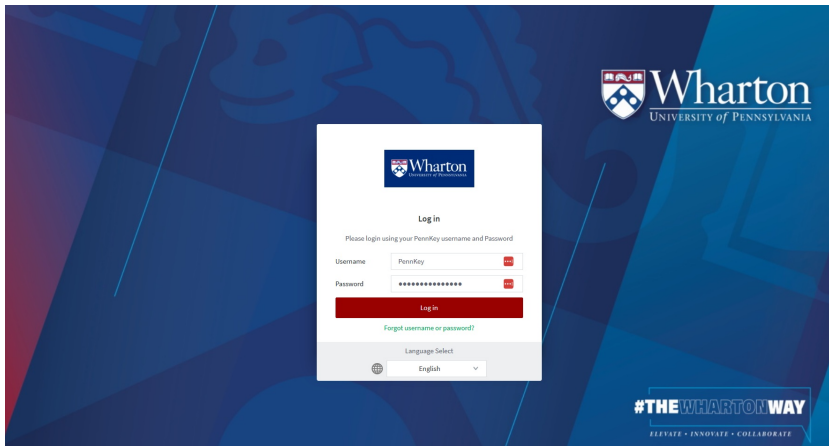 Wharton
UNIVERSITY of PENNSYLVANIA
Wharton
UNIVERSITY of PENNSYLVANIA
Log in
Please login using your PennKey username and Password
Username
PennKey
Password
Log in
Forgot username or password?
Language Select
English
#THEWHARTONWAY
ELEVATE • INNOVATE • COLLABORATE